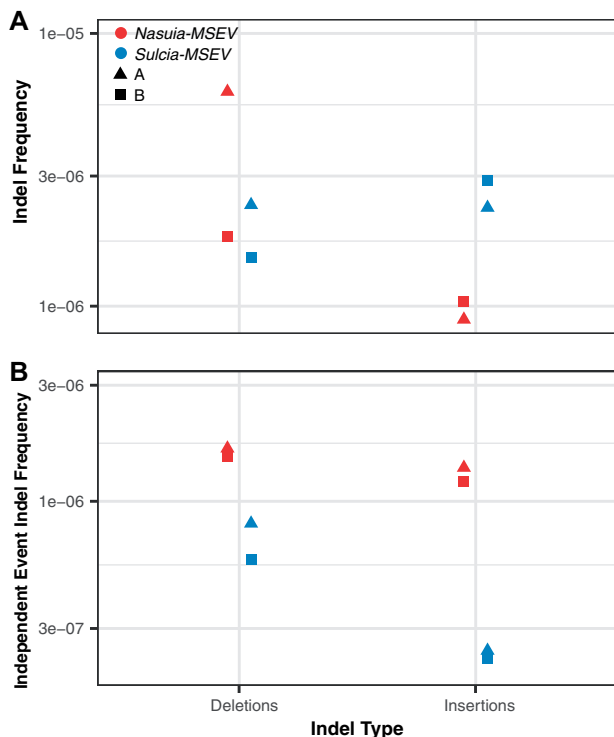 A
Indel Frequency
1e−05
3e−06
1e−06
Nasuia-MSEV
Sulcia-MSEV
A
B
B
Independent Event Indel Frequency
3e−06
1e−06
3e−07
Deletions
Insertions
Indel Type